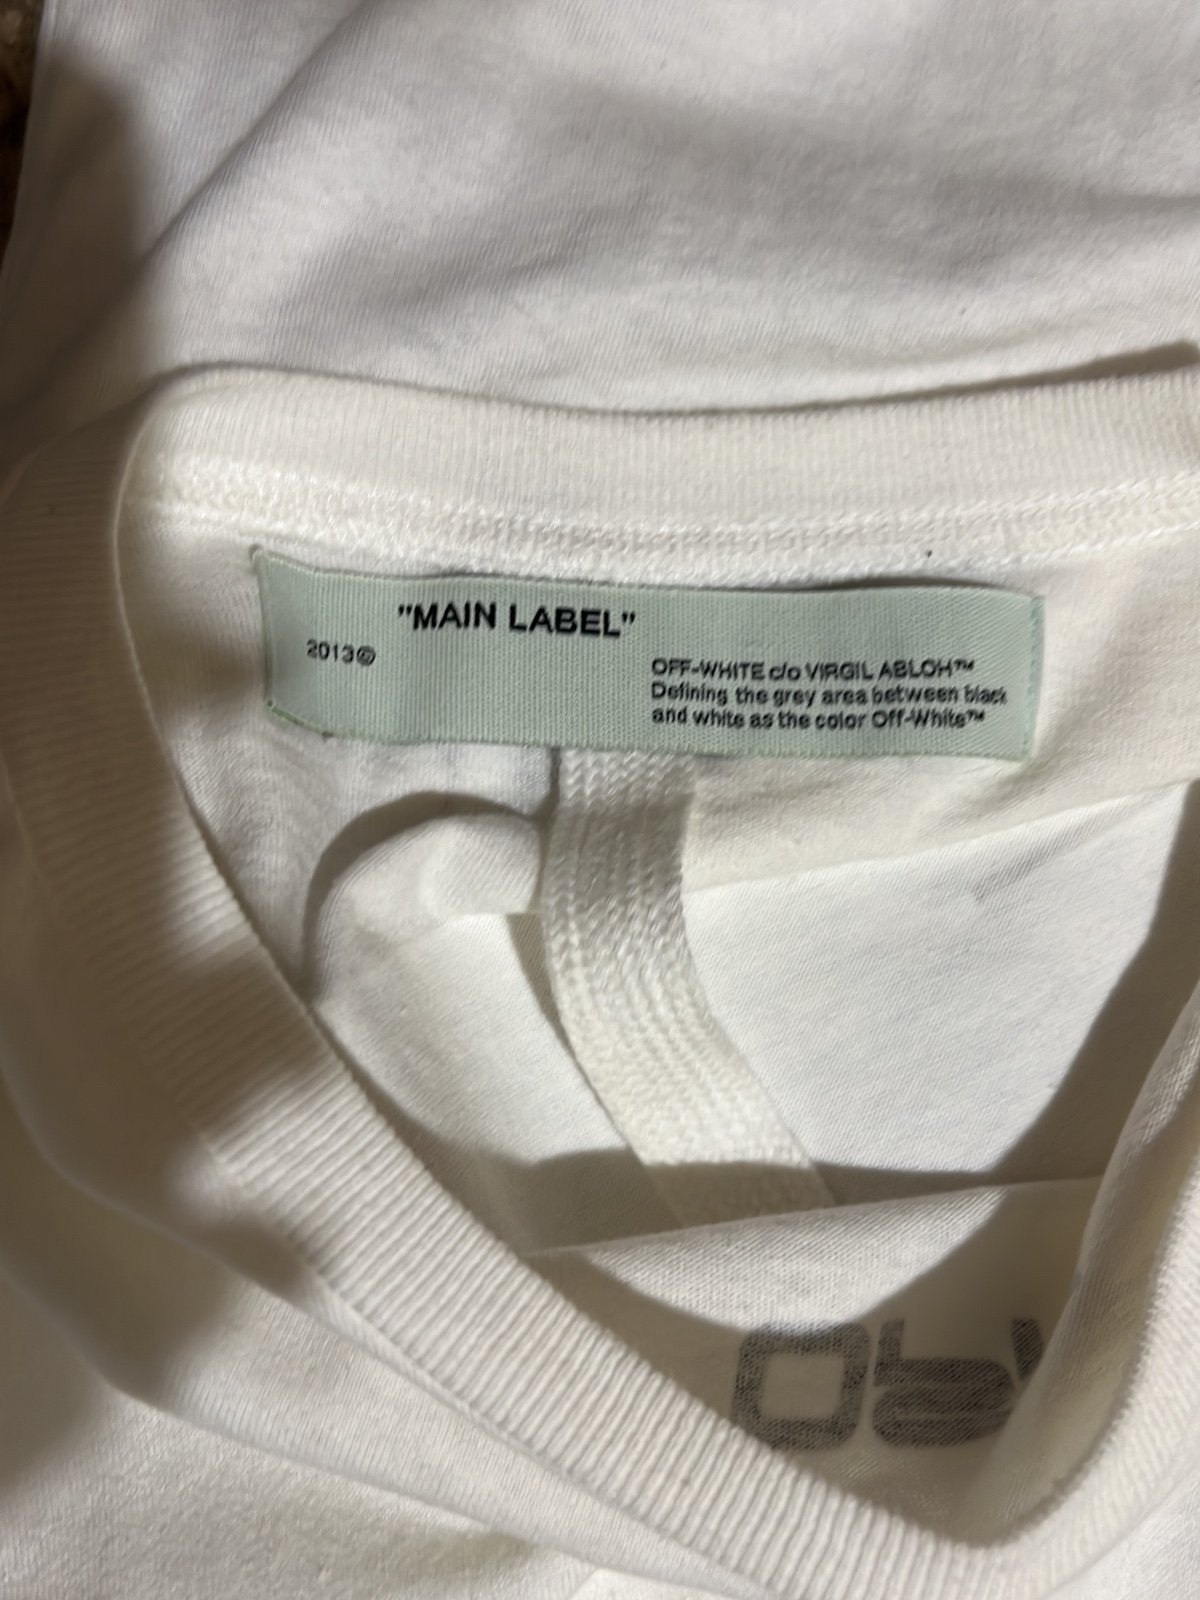 "MAIN LABEL"
2013©
OFF-WHITE c/o VIRGIL ABLOH™
Defining the grey area between black
and white as the color Off-White™